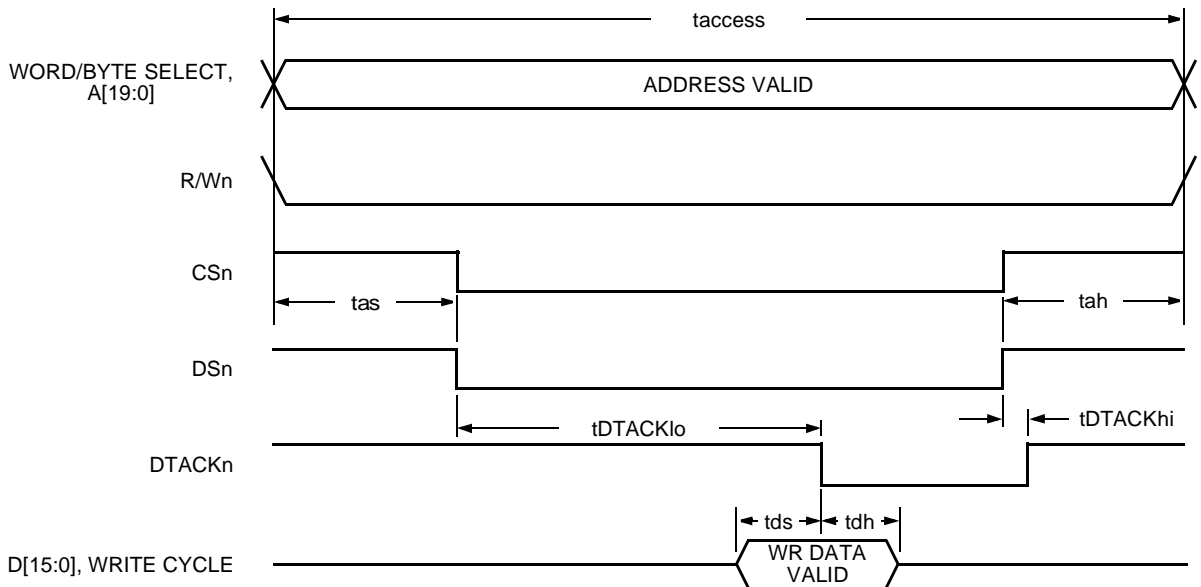 taccess
WORD/BYTE SELECT,
A[19:0]
ADDRESS VALID
R/Wn
CSn
tas
tah
DSn
tDTACKlo
tDTACKhi
DTACKn
tds
tdh
D[15:0], WRITE CYCLE
WR DATA
VALID